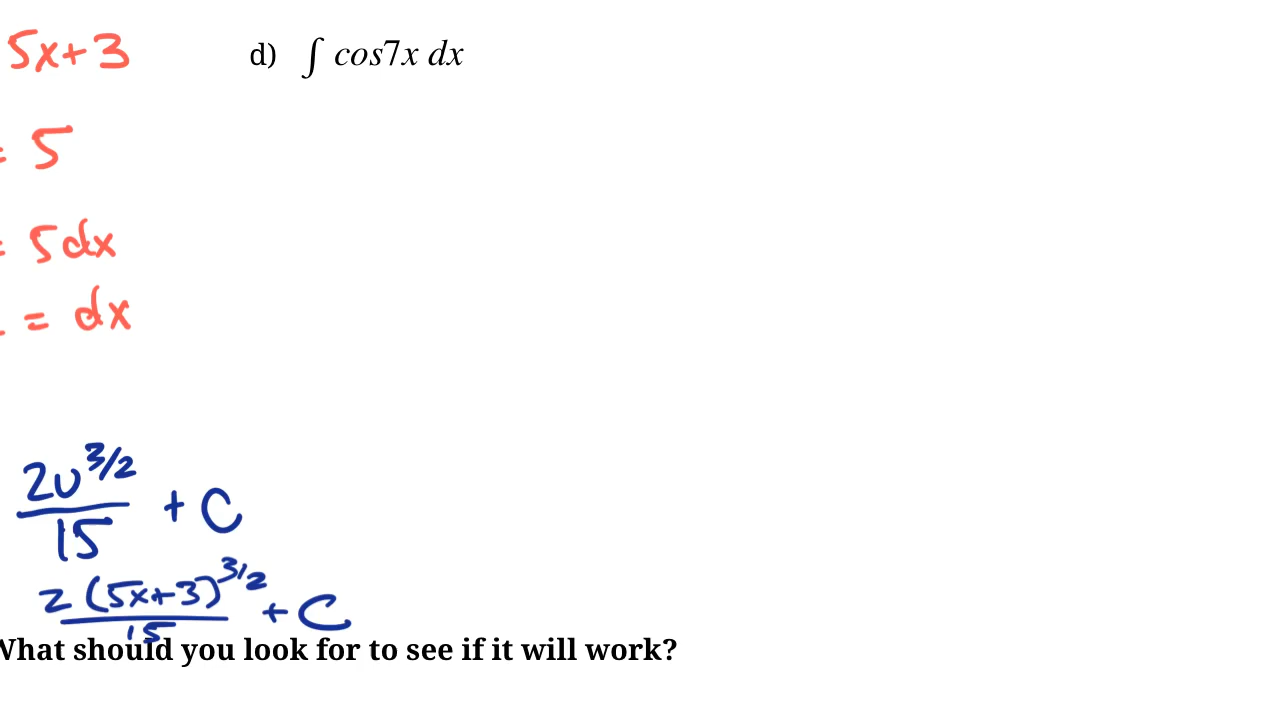 5x+3
d) ∫ cos7x dx
= 5
= 5dx
= dx
2u^3/2
15
+ C
2(5x+3)^3/2
15
+ C
What should you look for to see if it will work?